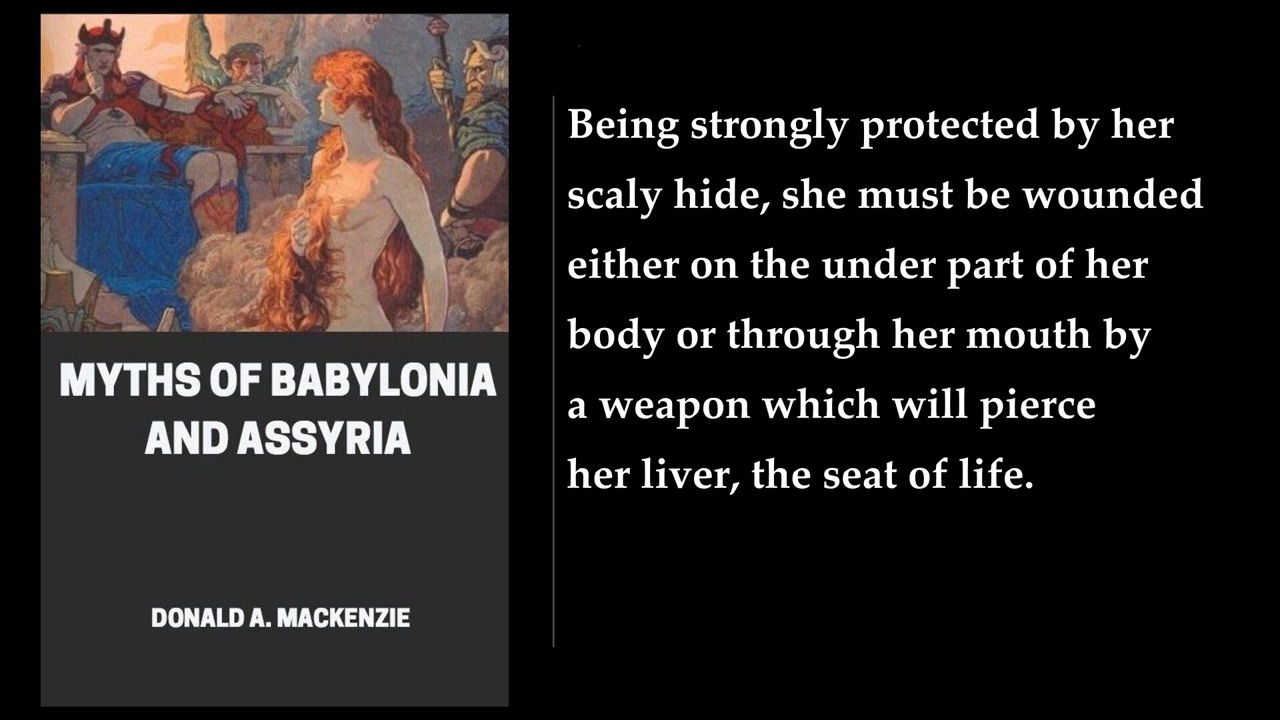 MYTHS OF BABYLONIA
AND ASSYRIA
DONALD A. MACKENZIE
Being strongly protected by her
scaly hide, she must be wounded
either on the under part of her
body or through her mouth by
a weapon which will pierce
her liver, the seat of life.